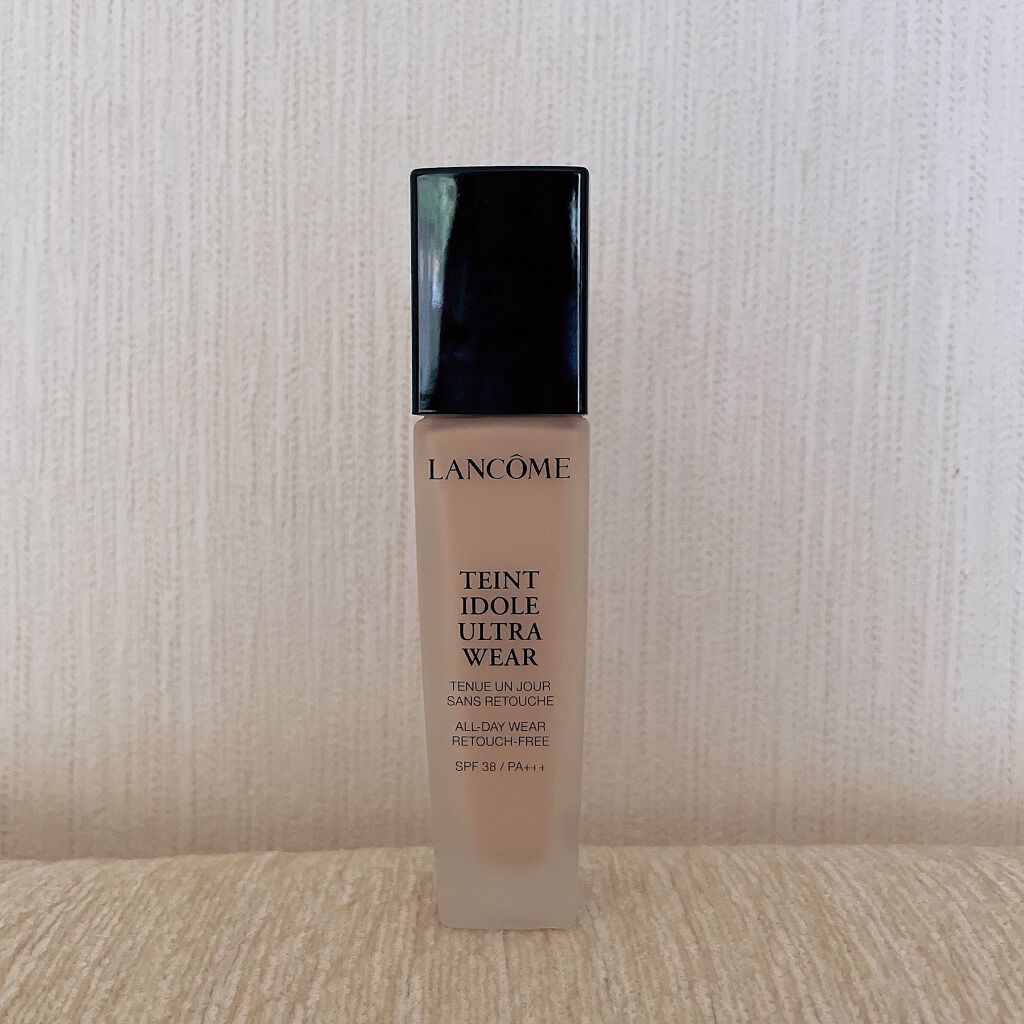 LANCÔME
TEINT
IDOLE
ULTRA
WEAR
TENUE UN JOUR
SANS RETOUCHE
ALL-DAY WEAR
RETOUCH-FREE
SPF 38 / PA+++